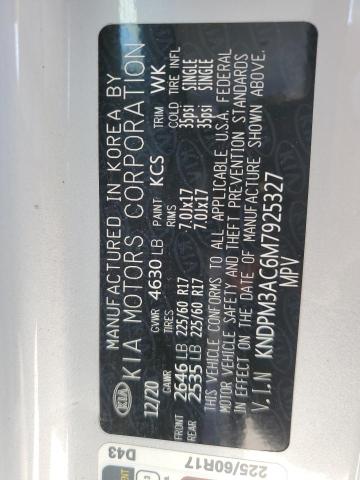 MANUFACTURED IN KOREA BY
KIA MOTORS CORPORATION
KIA
12/20 GVWR 4630 LB PAINT KCS TRIM WK
GAWR TIRES RIMS COLD TIRE INFL
FRONT 2646 LB 225/60 R17 7.0Jx17 35psi SINGLE
REAR 2535 LB 225/60 R17 7.0Jx17 35psi SINGLE
THIS VEHICLE CONFORMS TO ALL APPLICABLE U.S.A. FEDERAL
MOTOR VEHICLE SAFETY AND THEFT PREVENTION STANDARDS
IN EFFECT ON THE DATE OF MANUFACTURE SHOWN ABOVE.
V.I.N KNDPM3AC6M7925327
MPV
D43
225/60R17